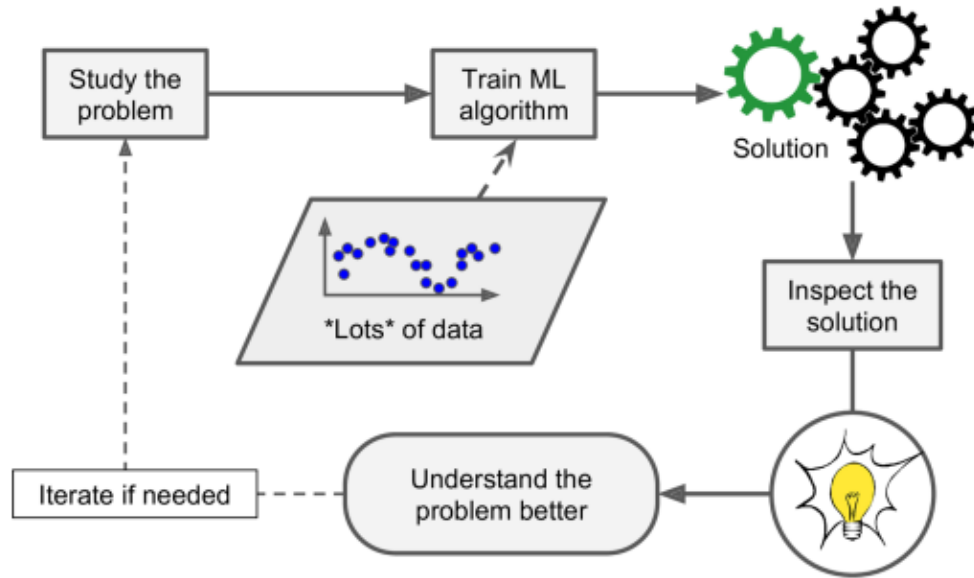 Study the
problem
Train ML
algorithm
Solution
*Lots* of data
Inspect the
solution
Understand the
problem better
Iterate if needed